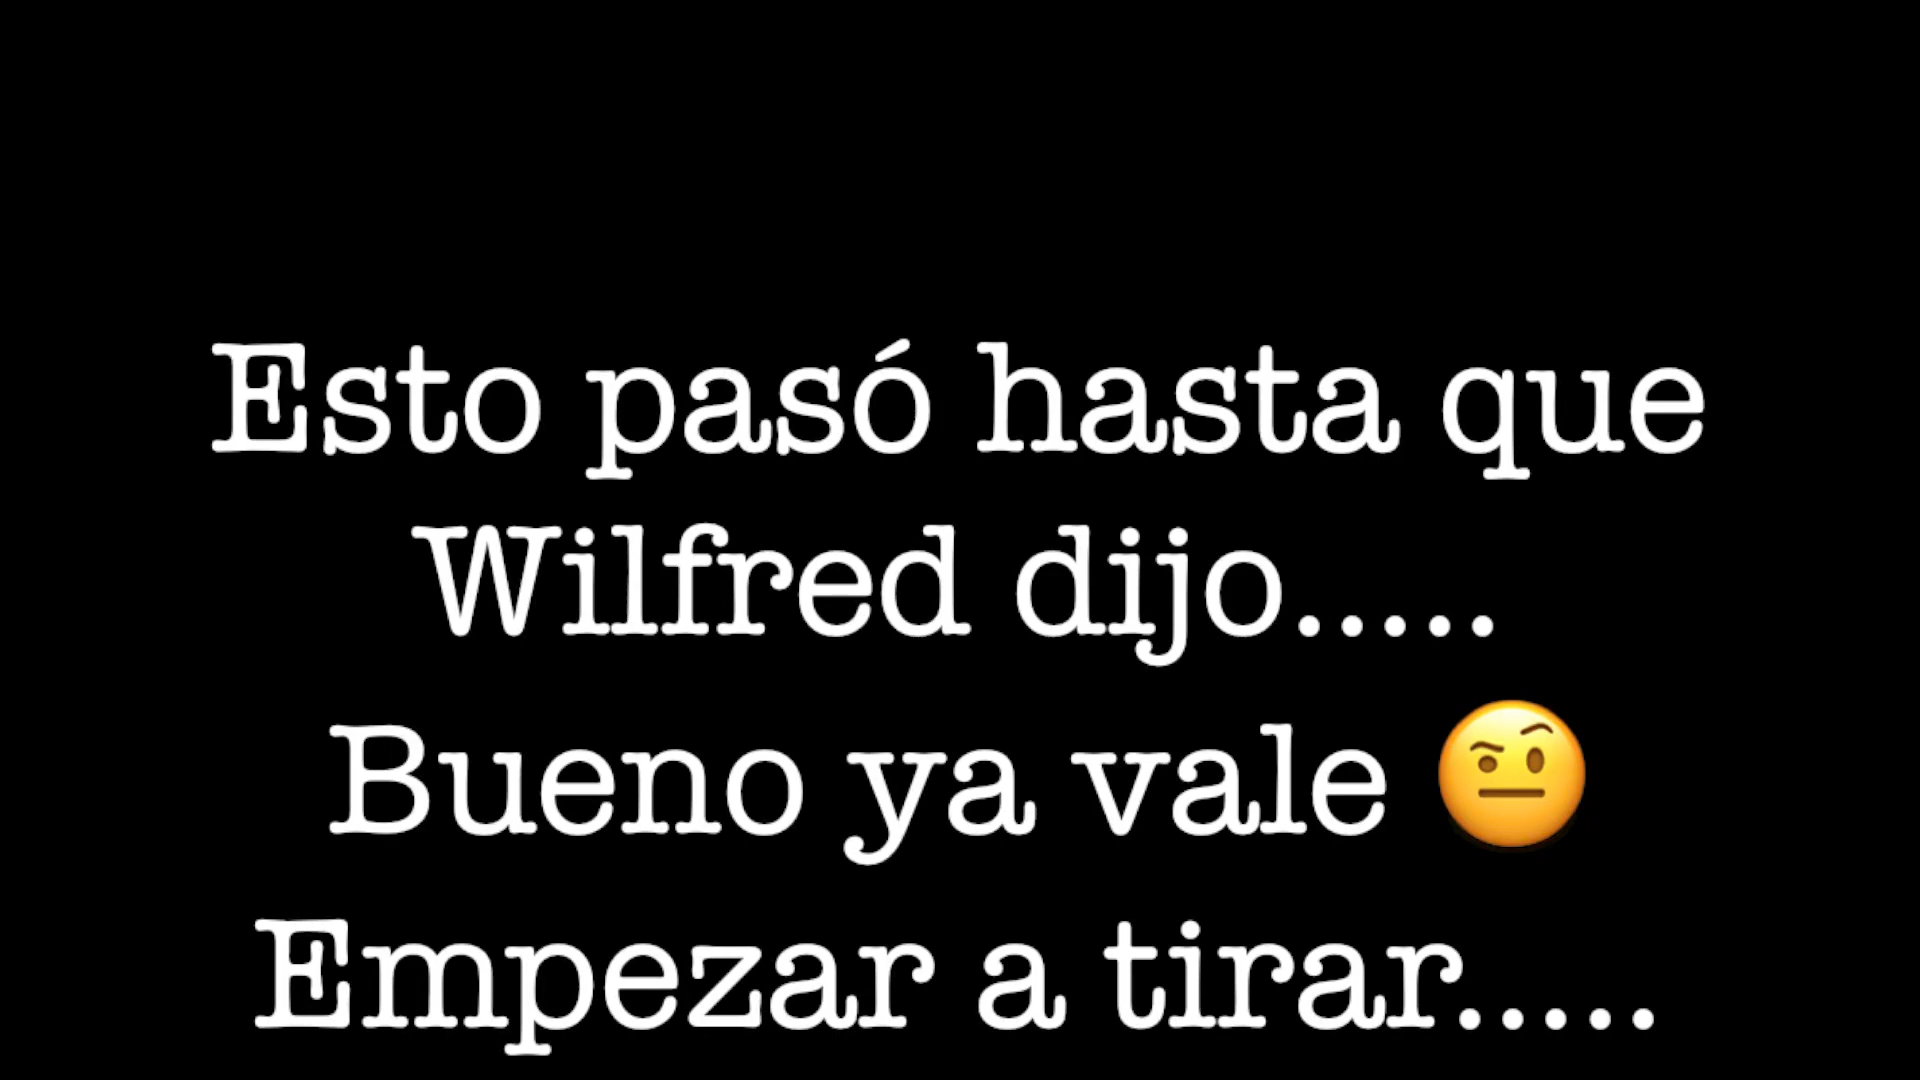 Esto pasó hasta que
Wilfred dijo.....
Bueno ya vale 🤨
Empezar a tirar.....